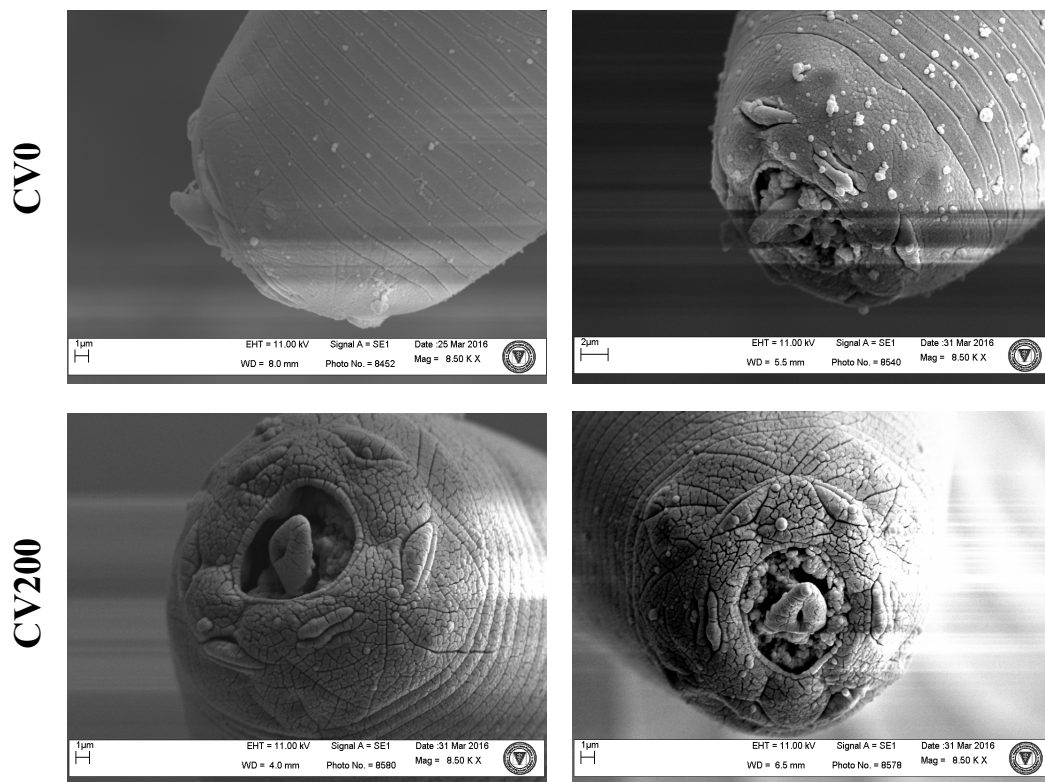 CV0
1µm
EHT = 11.00 kV Signal A = SE1 Date :25 Mar 2016
WD = 8.0 mm Photo No. = 8452 Mag = 8.50 K X
2µm
EHT = 11.00 kV Signal A = SE1 Date :31 Mar 2016
WD = 5.5 mm Photo No. = 8540 Mag = 8.50 K X
CV200
1µm
EHT = 11.00 kV Signal A = SE1 Date :31 Mar 2016
WD = 4.0 mm Photo No. = 8580 Mag = 8.50 K X
1µm
EHT = 11.00 kV Signal A = SE1 Date :31 Mar 2016
WD = 6.5 mm Photo No. = 8578 Mag = 8.50 K X